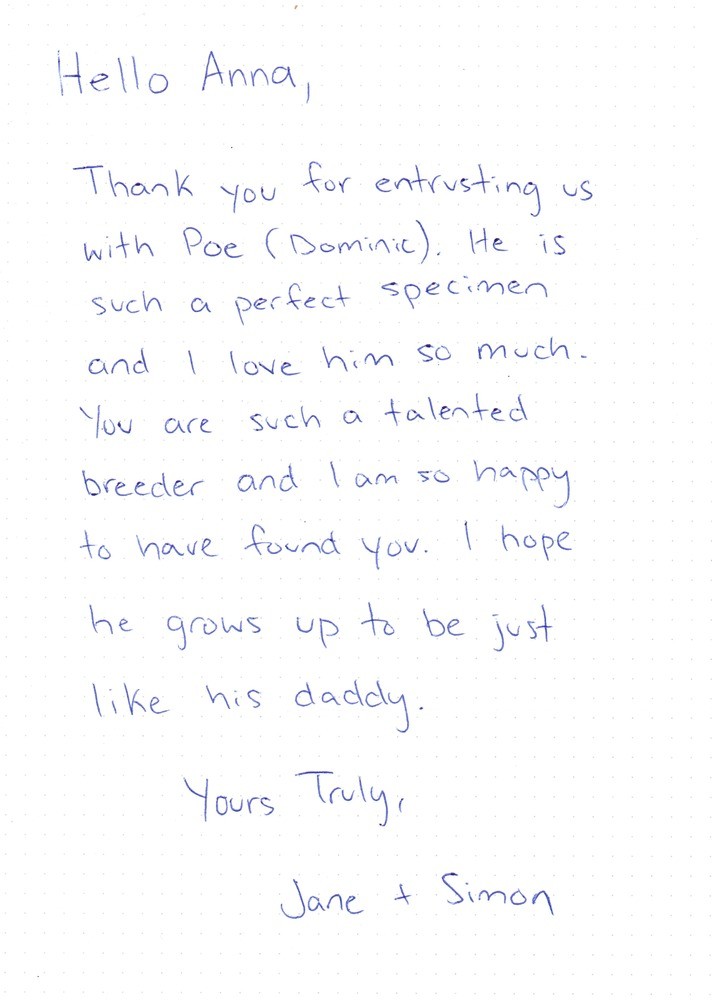 Hello Anna,
Thank you for entrusting us
with Poe (Dominic). He is
such a perfect specimen
and I love him so much.
You are such a talented
breeder and I am so happy
to have found you. I hope
he grows up to be just
like his daddy.
Yours Truly,
Jane + Simon